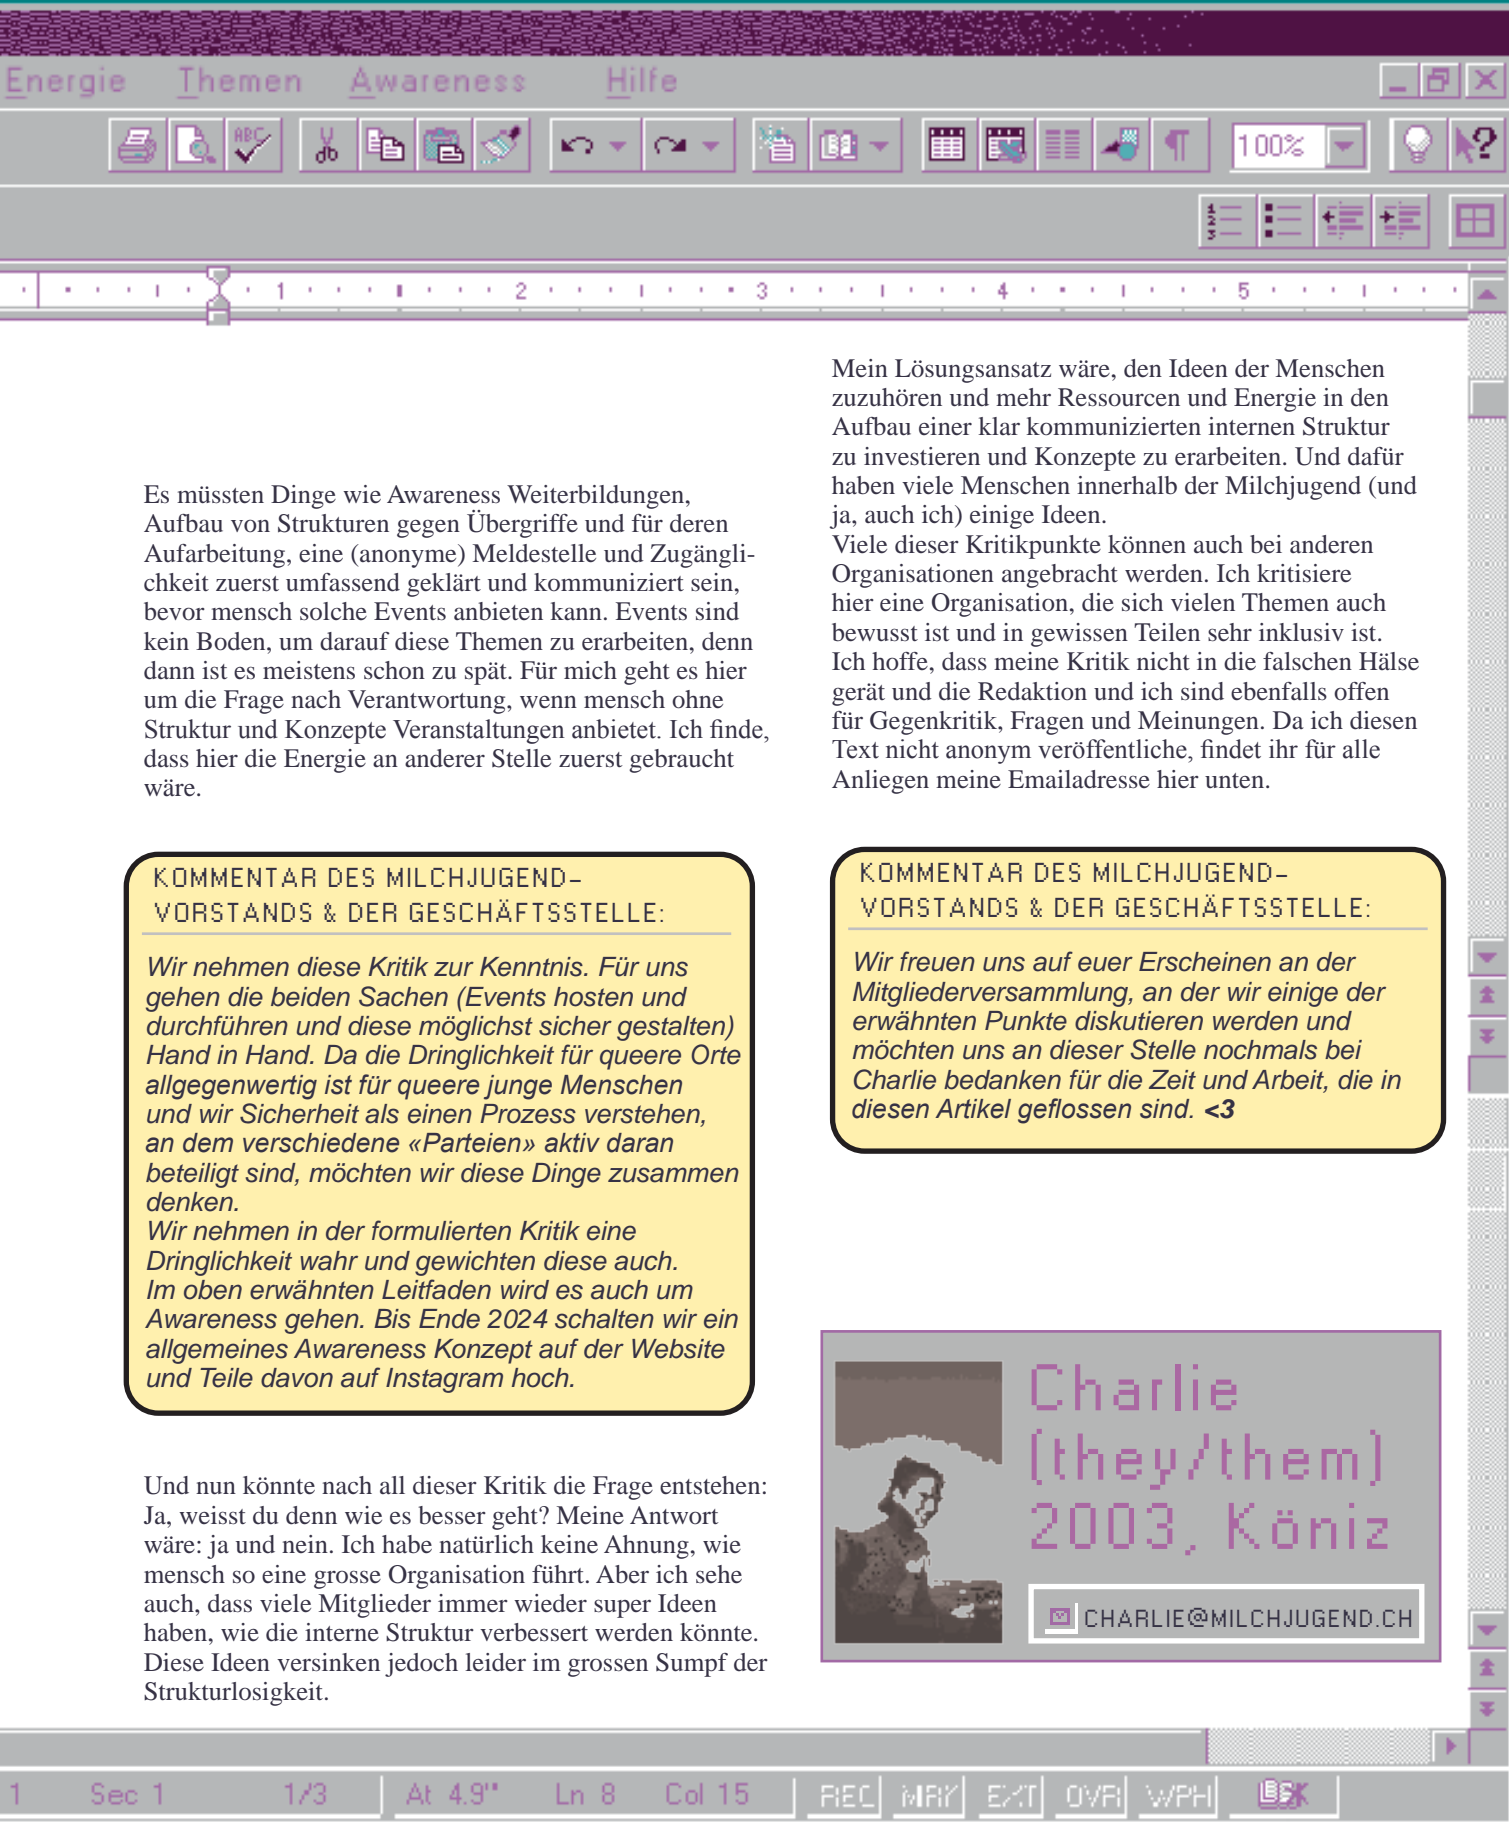 Energie Themen Awareness Hilfe
ABC
100%
1 2 3
1 2 3 4 5
Es müssten Dinge wie Awareness Weiterbildungen,
Aufbau von Strukturen gegen Übergriffe und für deren
Aufarbeitung, eine (anonyme) Meldestelle und Zugängli-
chkeit zuerst umfassend geklärt und kommuniziert sein,
bevor mensch solche Events anbieten kann. Events sind
kein Boden, um darauf diese Themen zu erarbeiten, denn
dann ist es meistens schon zu spät. Für mich geht es hier
um die Frage nach Verantwortung, wenn mensch ohne
Struktur und Konzepte Veranstaltungen anbietet. Ich finde,
dass hier die Energie an anderer Stelle zuerst gebraucht
wäre.
KOMMENTAR DES MILCHJUGEND-
VORSTANDS & DER GESCHÄFTSSTELLE:
Wir nehmen diese Kritik zur Kenntnis. Für uns
gehen die beiden Sachen (Events hosten und
durchführen und diese möglichst sicher gestalten)
Hand in Hand. Da die Dringlichkeit für queere Orte
allgegenwertig ist für queere junge Menschen
und wir Sicherheit als einen Prozess verstehen,
an dem verschiedene «Parteien» aktiv daran
beteiligt sind, möchten wir diese Dinge zusammen
denken.
Wir nehmen in der formulierten Kritik eine
Dringlichkeit wahr und gewichten diese auch.
Im oben erwähnten Leitfaden wird es auch um
Awareness gehen. Bis Ende 2024 schalten wir ein
allgemeines Awareness Konzept auf der Website
und Teile davon auf Instagram hoch.
Und nun könnte nach all dieser Kritik die Frage entstehen:
Ja, weisst du denn wie es besser geht? Meine Antwort
wäre: ja und nein. Ich habe natürlich keine Ahnung, wie
mensch so eine grosse Organisation führt. Aber ich sehe
auch, dass viele Mitglieder immer wieder super Ideen
haben, wie die interne Struktur verbessert werden könnte.
Diese Ideen versinken jedoch leider im grossen Sumpf der
Strukturlosigkeit.
Mein Lösungsansatz wäre, den Ideen der Menschen
zuzuhören und mehr Ressourcen und Energie in den
Aufbau einer klar kommunizierten internen Struktur
zu investieren und Konzepte zu erarbeiten. Und dafür
haben viele Menschen innerhalb der Milchjugend (und
ja, auch ich) einige Ideen.
Viele dieser Kritikpunkte können auch bei anderen
Organisationen angebracht werden. Ich kritisiere
hier eine Organisation, die sich vielen Themen auch
bewusst ist und in gewissen Teilen sehr inklusiv ist.
Ich hoffe, dass meine Kritik nicht in die falschen Hälse
gerät und die Redaktion und ich sind ebenfalls offen
für Gegenkritik, Fragen und Meinungen. Da ich diesen
Text nicht anonym veröffentliche, findet ihr für alle
Anliegen meine Emailadresse hier unten.
KOMMENTAR DES MILCHJUGEND-
VORSTANDS & DER GESCHÄFTSSTELLE:
Wir freuen uns auf euer Erscheinen an der
Mitgliederversammlung, an der wir einige der
erwähnten Punkte diskutieren werden und
möchten uns an dieser Stelle nochmals bei
Charlie bedanken für die Zeit und Arbeit, die in
diesen Artikel geflossen sind. <3
Charlie
(they/them)
2003, Köniz
CHARLIE@MILCHJUGEND.CH
1 Sec 1 1/3 At 4.9" Ln 8 Col 15 REC MRK EXT OVR WPH